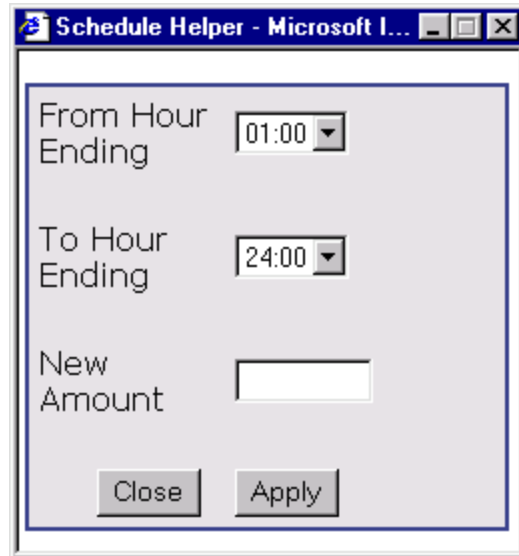 Schedule Helper - Microsoft I...
From Hour
Ending
01:00
To Hour
Ending
24:00
New
Amount
Close Apply